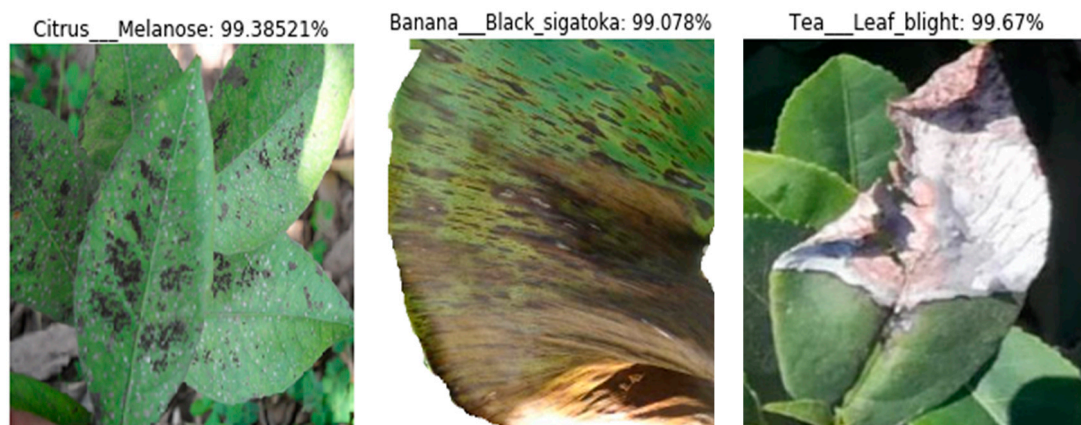 Citrus___Melanose: 99.38521%
Banana___Black_sigatoka: 99.078%
Tea___Leaf_blight: 99.67%